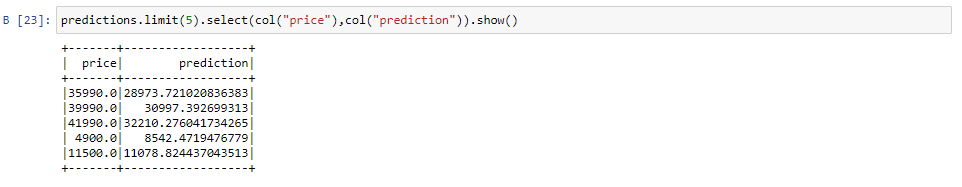 В [23]: predictions.limit(5).select(col("price"),col("prediction")).show()
+-------+------------------+
|  price|        prediction|
+-------+------------------+
|35990.0|28973.721020836383|
|39990.0|   30997.392699313|
|41990.0|32210.276041734265|
| 4900.0|   8542.4719476779|
|11500.0|11078.824437043513|
+-------+------------------+